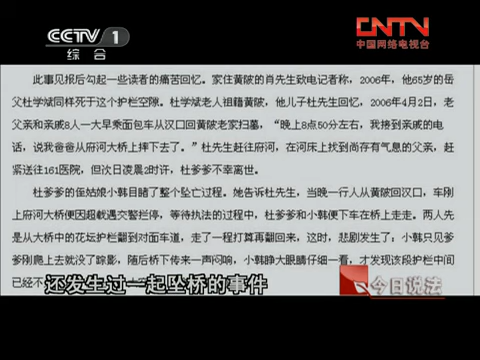 CCTV 1
综合
CNTV
中国网络电视台
此事见报后勾起一些读者的痛苦回忆。家住黄陂的肖先生致电记者称，2006年，他65岁的岳
父杜学斌同样死于这个护栏空隙。杜学斌老人祖籍黄陂，他儿子杜先生回忆，2006年4月2日，老
父亲和亲戚8人一大早乘面包车从汉口回黄陂老家扫墓，“晚上8点50分左右，我接到亲戚的电
话，说我爸爸从府河大桥上摔下去了。”杜先生赶往府河，在河床上找到尚存有气息的父亲，赶
紧送往161医院，但次日凌晨2时许，杜爹爹不幸离世。
杜爹爹的侄姑娘小韩目睹了整个坠亡过程。她告诉杜先生，当晚一行人从黄陂回汉口，车刚
上府河大桥便因超载遇交警拦停，等待执法的过程中，杜爹爹和小韩便下车在桥上走走。两人先
是从大桥中的花坛护栏翻到对面车道，走了一程打算再翻回来，这时，悲剧发生了：小韩只见爹
爹刚爬上去就没了踪影，随后桥下传来一声闷响，小韩睁大眼睛仔细一看，才发现该段护栏中间
已经不
还发生过一起坠桥的事件
今日说法